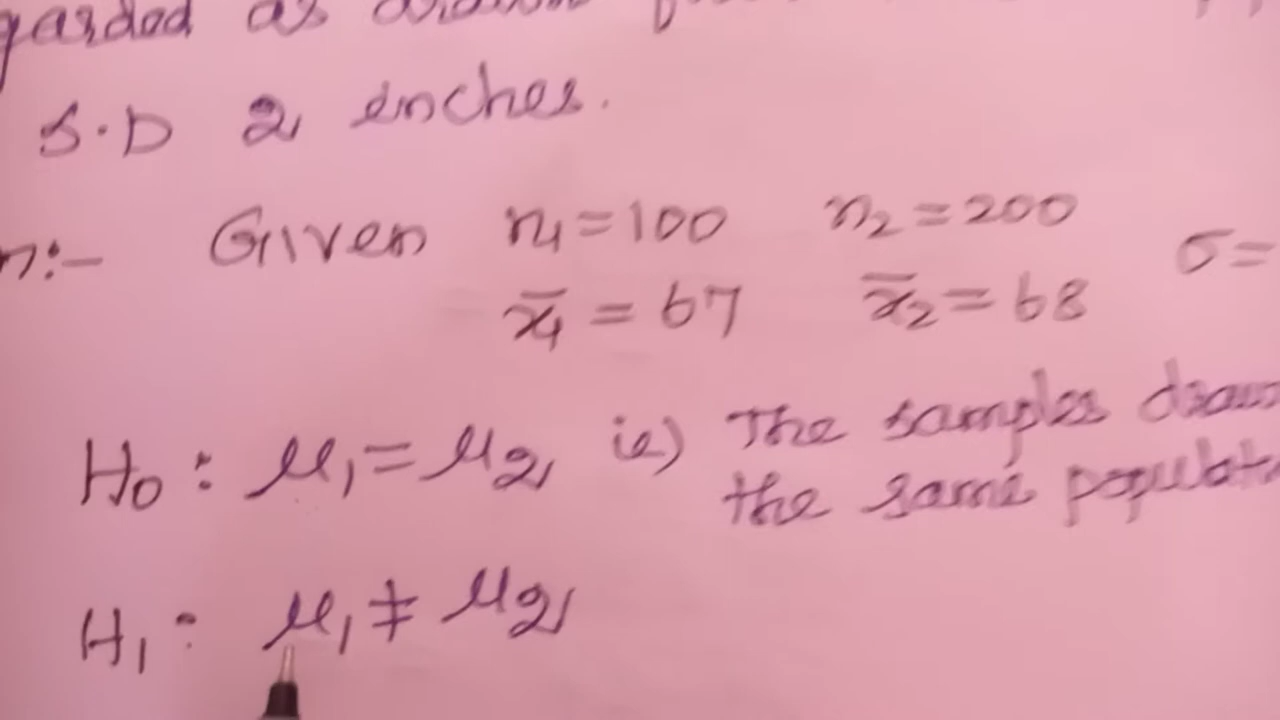 as
S.D 2 inches.
n:- Given n₁=100 n₂=200 σ=
x̄₁ = 67 x̄₂ = 68
H₀ : μ₁ = μ₂ ie) The samples
the same
H₁ : μ₁ ≠ μ₂